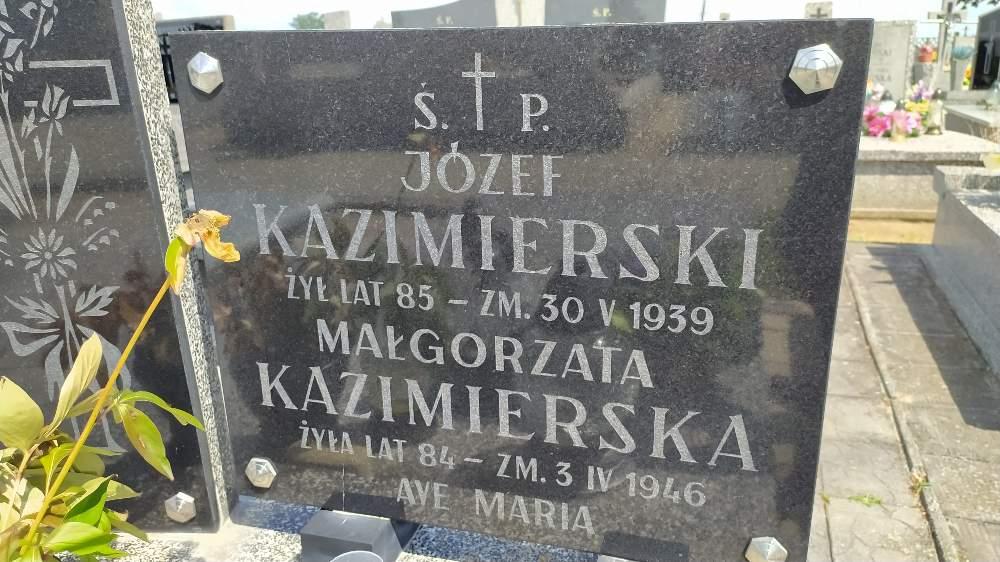 Ś. P.
Ś. P.
Ś. P.
JÓZEF
KAZIMIERSKI
ŻYŁ LAT 85 – ZM. 30 V 1939
MAŁGORZATA
KAZIMIERSKA
ŻYŁA LAT 84 – ZM. 3 IV 1946
AVE MARIA